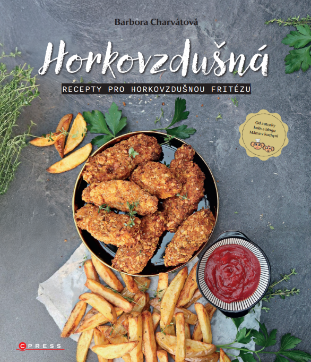 Barbora Charvátová
Horkovzdušná
RECEPTY PRO HORKOVZDUŠNOU FRITÉZU
CPRESS